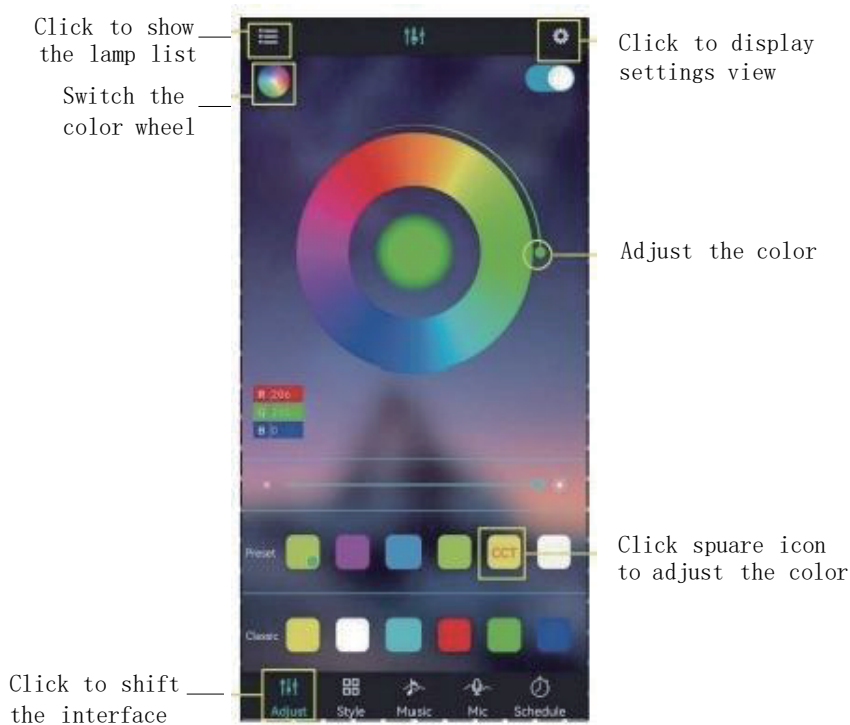 Click to show
the lamp list
Click to display
settings view
Switch the
color wheel
Adjust the color
R 206
G
B 0
Preset
CCT
Click spuare icon
to adjust the color
Classic
Click to shift
the interface
Adjust
Style
Music
Mic
Schedule